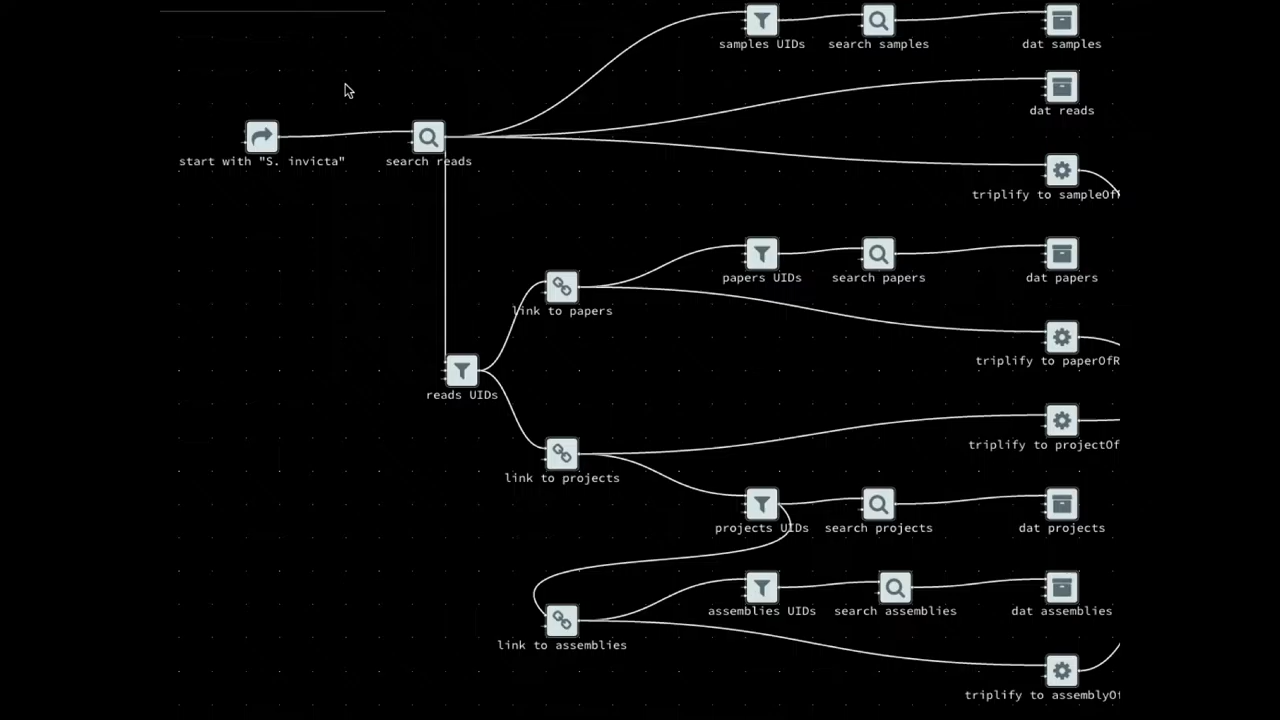 samples UIDs
search samples
dat samples
dat reads
start with "S. invicta"
search reads
triplify to sampleOf
papers UIDs
search papers
dat papers
link to papers
triplify to paperOfR
reads UIDs
triplify to projectOf
link to projects
projects UIDs
search projects
dat projects
assemblies UIDs
search assemblies
dat assemblies
link to assemblies
triplify to assemblyOf